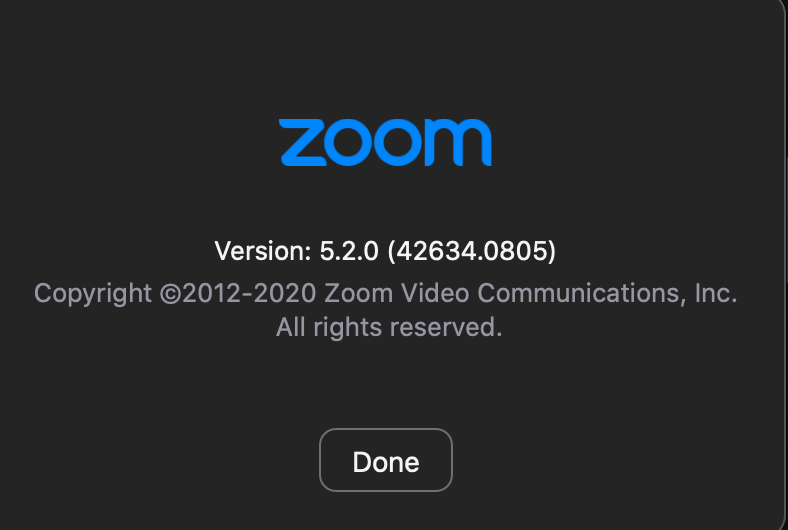 zoom
Version: 5.2.0 (42634.0805)
Copyright ©2012-2020 Zoom Video Communications, Inc.
All rights reserved.
Done